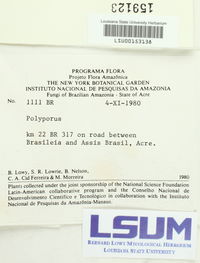 159123
Louisiana State University Herbarium
LSU00153138
PROGRAMA FLORA
Projeto Flora Amazônica
THE NEW YORK BOTANICAL GARDEN
INSTITUTO NACIONAL DE PESQUISAS DA AMAZONIA
Fungi of Brazilian Amazonia - State of Acre
No. 1111 BR 4-XI-1980
Polyporus
km 22 BR 317 on road between
Brasileia and Assis Brasil, Acre.
B. Lowy, S. R. Lowrie, B. Nelson,
C. A. Cid Ferreira & M. Moreira 1980
Plants collected under the joint sponsorship of the National Science Foundation
Latin-American collaborative program and the Conselho Nacional de
Desenvolvimento Científico e Tecnológico in collaboration with the Instituto
Nacional de Pesquisas da Amazônia-Manaus.
LSUM
BERNARD LOWY MYCOLOGICAL HERBARIUM
LOUISIANA STATE UNIVERSITY